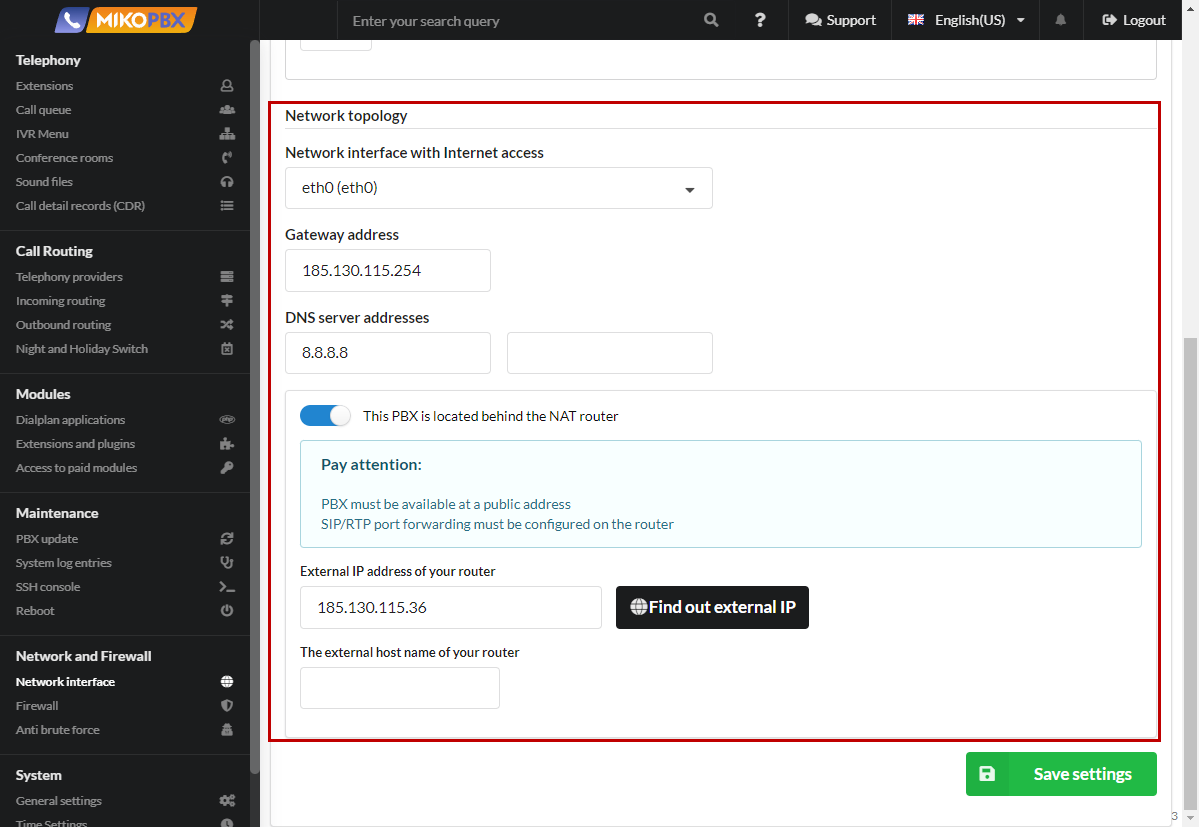 MIKOPBX
Enter your search query
?
Support
English(US)
Logout
Telephony
Extensions
Call queue
IVR Menu
Conference rooms
Sound files
Call detail records (CDR)
Call Routing
Telephony providers
Incoming routing
Outbound routing
Night and Holiday Switch
Modules
Dialplan applications
Extensions and plugins
Access to paid modules
Maintenance
PBX update
System log entries
SSH console
Reboot
Network and Firewall
Network interface
Firewall
Anti brute force
System
General settings
Time Settings
Network topology
Network interface with Internet access
eth0 (eth0)
Gateway address
185.130.115.254
DNS server addresses
8.8.8.8
This PBX is located behind the NAT router
Pay attention:
PBX must be available at a public address
SIP/RTP port forwarding must be configured on the router
External IP address of your router
185.130.115.36
Find out external IP
The external host name of your router
Save settings
3